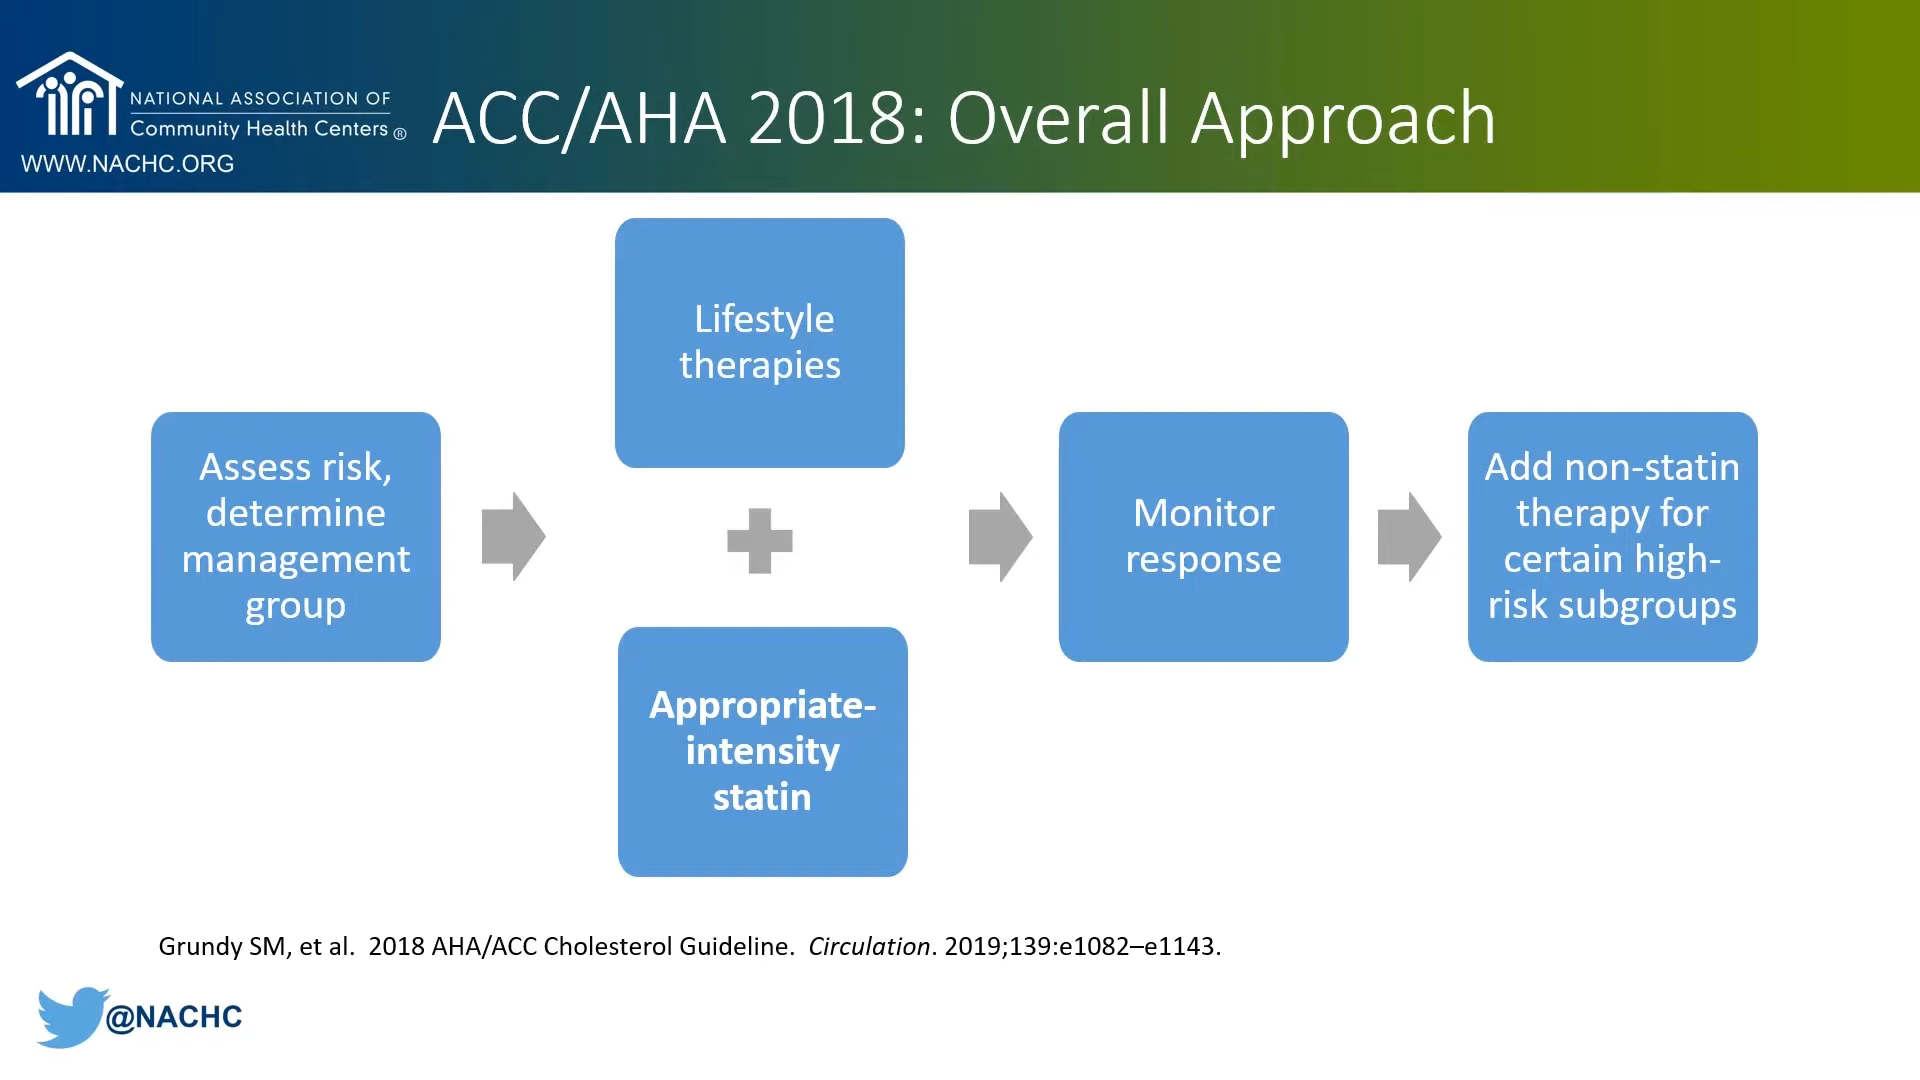 NATIONAL ASSOCIATION OF
Community Health Centers ®
WWW.NACHC.ORG
ACC/AHA 2018: Overall Approach
Assess risk,
determine
management
group
Lifestyle
therapies
Appropriate-
intensity
statin
Monitor
response
Add non-statin
therapy for
certain high-
risk subgroups
Grundy SM, et al.  2018 AHA/ACC Cholesterol Guideline.  Circulation. 2019;139:e1082–e1143.
@NACHC